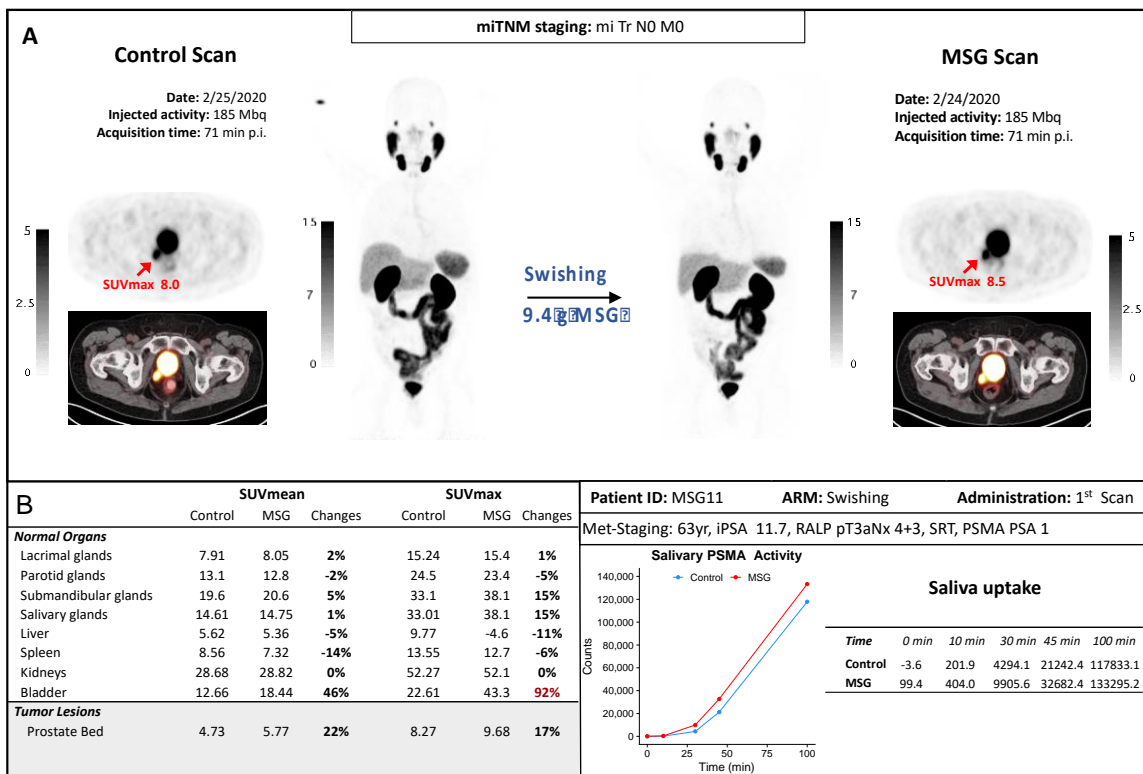 A
miTNM staging: mi Tr N0 M0
Control Scan
Date: 2/25/2020
Injected activity: 185 Mbq
Acquisition time: 71 min p.i.
MSG Scan
Date: 2/24/2020
Injected activity: 185 Mbq
Acquisition time: 71 min p.i.
5
2.5
0
SUVmax 8.0
15
7
0
Swishing
9.4 g MSG
15
7
0
SUVmax 8.5
5
2.5
0
B
SUVmean SUVmax
Control MSG Changes Control MSG Changes
Normal Organs
Lacrimal glands 7.91 8.05 2% 15.24 15.4 1%
Parotid glands 13.1 12.8 -2% 24.5 23.4 -5%
Submandibular glands 19.6 20.6 5% 33.1 38.1 15%
Salivary glands 14.61 14.75 1% 33.01 38.1 15%
Liver 5.62 5.36 -5% 9.77 -4.6 -11%
Spleen 8.56 7.32 -14% 13.55 12.7 -6%
Kidneys 28.68 28.82 0% 52.27 52.1 0%
Bladder 12.66 18.44 46% 22.61 43.3 92%
Tumor Lesions
Prostate Bed 4.73 5.77 22% 8.27 9.68 17%
Patient ID: MSG11 ARM: Swishing Administration: 1st Scan
Met-Staging: 63yr, iPSA 11.7, RALP pT3aNx 4+3, SRT, PSMA PSA 1
Salivary PSMA Activity
Control MSG
140,000
120,000
100,000
80,000
60,000
40,000
20,000
0
Counts
0 25 50 75 100
Time (min)
Saliva uptake
Time 0 min 10 min 30 min 45 min 100 min
Control -3.6 201.9 4294.1 21242.4 117833.1
MSG 99.4 404.0 9905.6 32682.4 133295.2